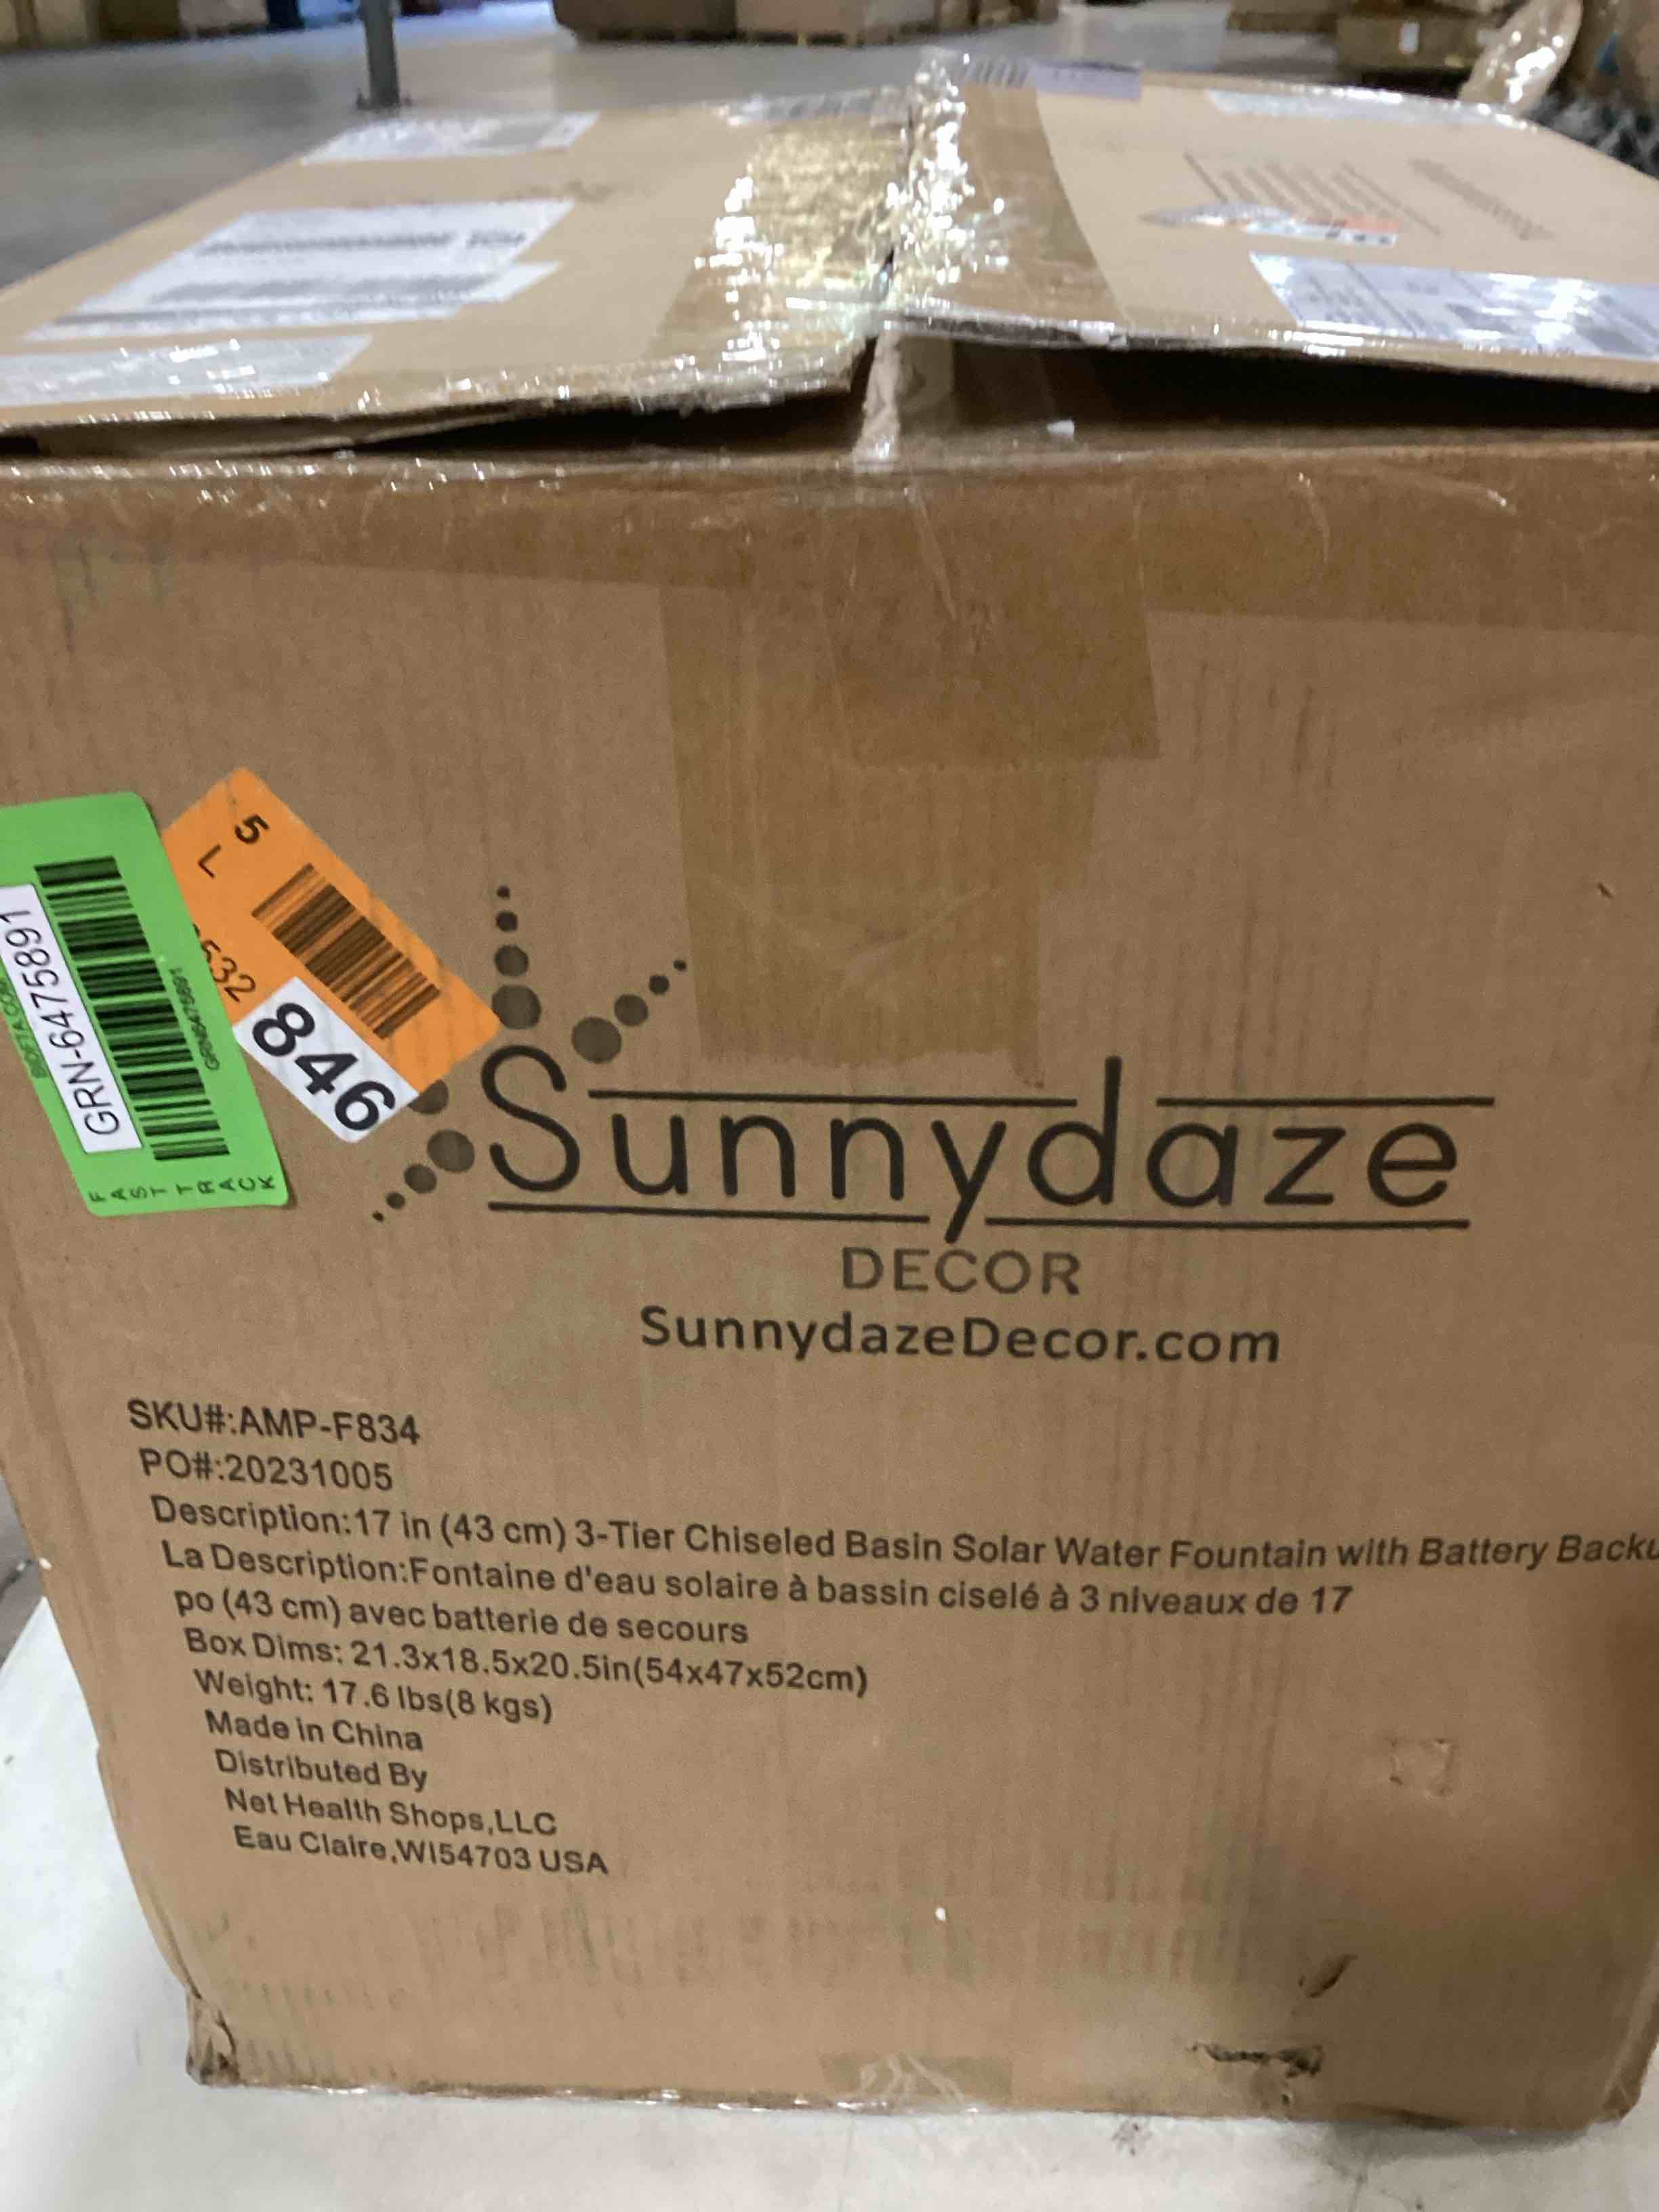 5
L
532
846
GRN-6475891
GRN6475891
FAST TRACK
Sunnydaze
DECOR
SunnydazeDecor.com
SKU#:AMP-F834
PO#:20231005
Description:17 in (43 cm) 3-Tier Chiseled Basin Solar Water Fountain with Battery Backu
La Description:Fontaine d'eau solaire à bassin ciselé à 3 niveaux de 17
po (43 cm) avec batterie de secours
Box Dims: 21.3x18.5x20.5in(54x47x52cm)
Weight: 17.6 lbs(8 kgs)
Made in China
Distributed By
Net Health Shops,LLC
Eau Claire,WI54703 USA